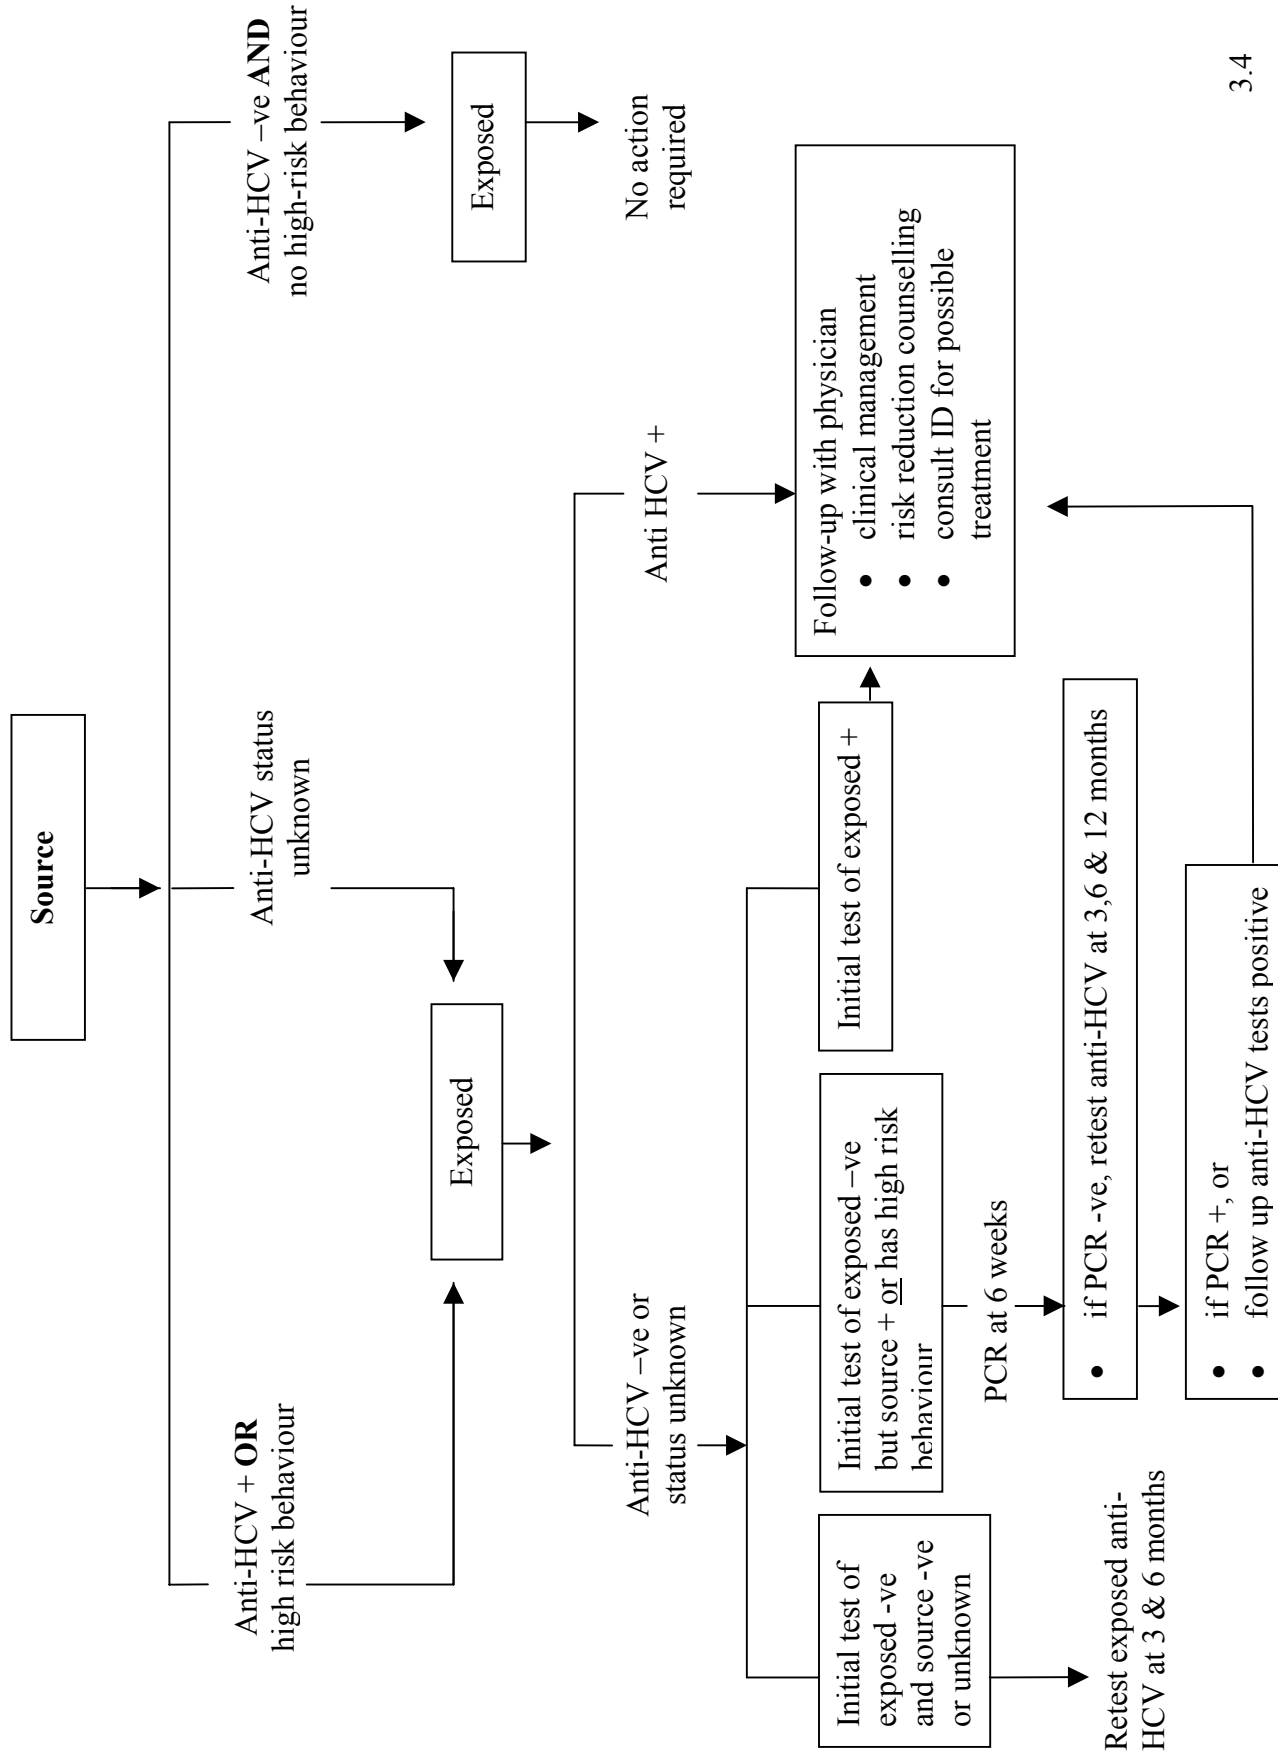 Source
Anti-HCV + OR
high risk behaviour
Anti-HCV status
unknown
Anti-HCV –ve AND
no high-risk behaviour
Exposed
Exposed
No action
required
Anti-HCV –ve or
status unknown
Anti HCV +
Initial test of
exposed -ve
and source -ve
or unknown
Initial test of exposed –ve
but source + or has high risk
behaviour
Initial test of exposed +
Follow-up with physician
• clinical management
• risk reduction counselling
• consult ID for possible
treatment
PCR at 6 weeks
Retest exposed anti-
HCV at 3 & 6 months
• if PCR -ve, retest anti-HCV at 3,6 & 12 months
• if PCR +, or
• follow up anti-HCV tests positive
3.4